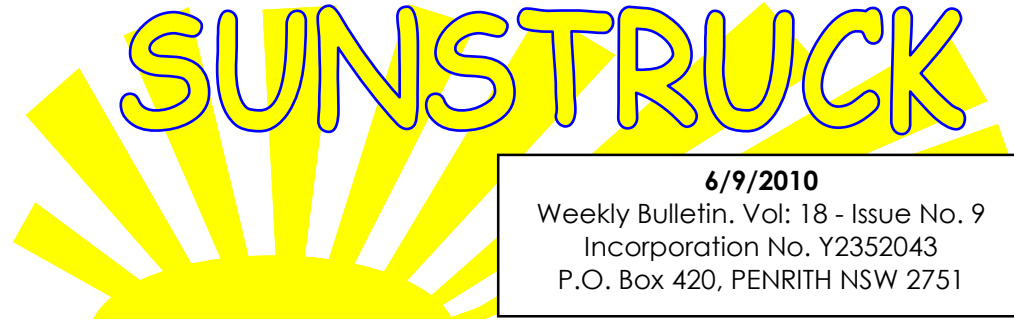 SUNSTRUCK
6/9/2010
Weekly Bulletin. Vol: 18 - Issue No. 9
Incorporation No. Y2352043
P.O. Box 420, PENRITH NSW 2751